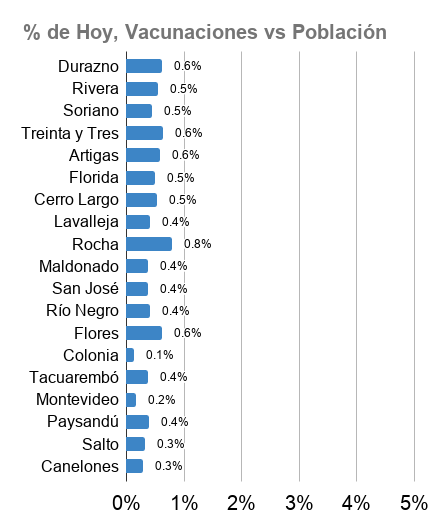 % de Hoy, Vacunaciones vs Población
Durazno 0.6%
Rivera 0.5%
Soriano 0.5%
Treinta y Tres 0.6%
Artigas 0.6%
Florida 0.5%
Cerro Largo 0.5%
Lavalleja 0.4%
Rocha 0.8%
Maldonado 0.4%
San José 0.4%
Río Negro 0.4%
Flores 0.6%
Colonia 0.1%
Tacuarembó 0.4%
Montevideo 0.2%
Paysandú 0.4%
Salto 0.3%
Canelones 0.3%
0% 1% 2% 3% 4% 5%